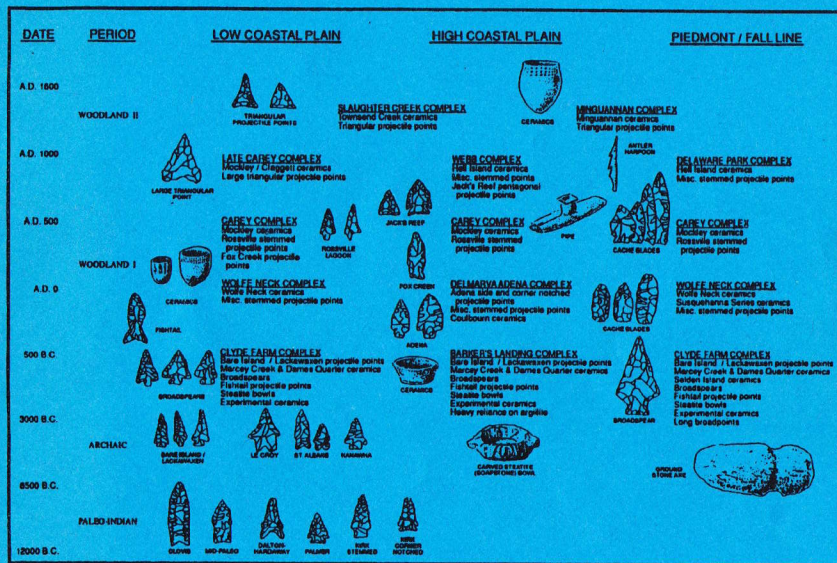 DATE
PERIOD
LOW COASTAL PLAIN
HIGH COASTAL PLAIN
PIEDMONT / FALL LINE
A.D. 1600
WOODLAND II
TRIANGULAR
PROJECTILE POINTS
SLAUGHTER CREEK COMPLEX
Townsend Creek ceramics
Triangular projectile points
CERAMICS
MINGUANNAN COMPLEX
Minguannan ceramics
Triangular projectile points
A.D. 1000
LARGE TRIANGULAR
POINT
LATE CAREY COMPLEX
Mockley / Claggett ceramics
Large triangular projectile points
WEBB COMPLEX
Hell Island ceramics
Misc. stemmed points
Jack's Reef pentagonal
projectile points
ANTLER
HARPOON
DELAWARE PARK COMPLEX
Hell Island ceramics
Misc. stemmed projectile points
JACK'S REEF
A.D. 500
CAREY COMPLEX
Mockley ceramics
Rossville stemmed
projectile points
Fox Creek projectile
points
ROSSVILLE
LAGOON
CAREY COMPLEX
Mockley ceramics
Rossville stemmed
projectile points
PIPE
CACHE BLADES
CAREY COMPLEX
Mockley ceramics
Rossville stemmed
projectile points
WOODLAND I
FOX CREEK
A.D. 0
CERAMICS
WOLFE NECK COMPLEX
Wolfe Neck ceramics
Misc. stemmed projectile points
DELMARVA ADENA COMPLEX
Adena side and corner notched
projectile points
Misc. stemmed projectile points
Coulbourn ceramics
WOLFE NECK COMPLEX
Wolfe Neck ceramics
Susquehanna Series ceramics
Misc. stemmed projectile points
FISHTAIL
ADENA
CACHE BLADES
500 B.C.
BROADSPEARS
CLYDE FARM COMPLEX
Bare Island / Lackawaxen projectile points
Marcey Creek & Dames Quarter ceramics
Broadspears
Fishtail projectile points
Steatite bowls
Experimental ceramics
CERAMICS
BARKER'S LANDING COMPLEX
Bare Island / Lackawaxen projectile points
Marcey Creek & Dames Quarter ceramics
Broadspears
Fishtail projectile points
Steatite bowls
Experimental ceramics
Heavy reliance on argillite
BROADSPEAR
CLYDE FARM COMPLEX
Bare Island / Lackawaxen projectile points
Marcey Creek & Dames Quarter ceramics
Selden Island ceramics
Broadspears
Fishtail projectile points
Steatite bowls
Experimental ceramics
Long broadpoints
3000 B.C.
ARCHAIC
BARE ISLAND /
LACKAWAXEN
LE CROY
ST. ALBANS
KANAWHA
CARVED STEATITE
(SOAPSTONE) BOWL
GROUND
STONE AXE
6500 B.C.
PALEO-INDIAN
CLOVIS
MID-PALEO
DALTON-
HARDAWAY
PALMER
KIRK
STEMMED
KIRK
CORNER
NOTCHED
12000 B.C.